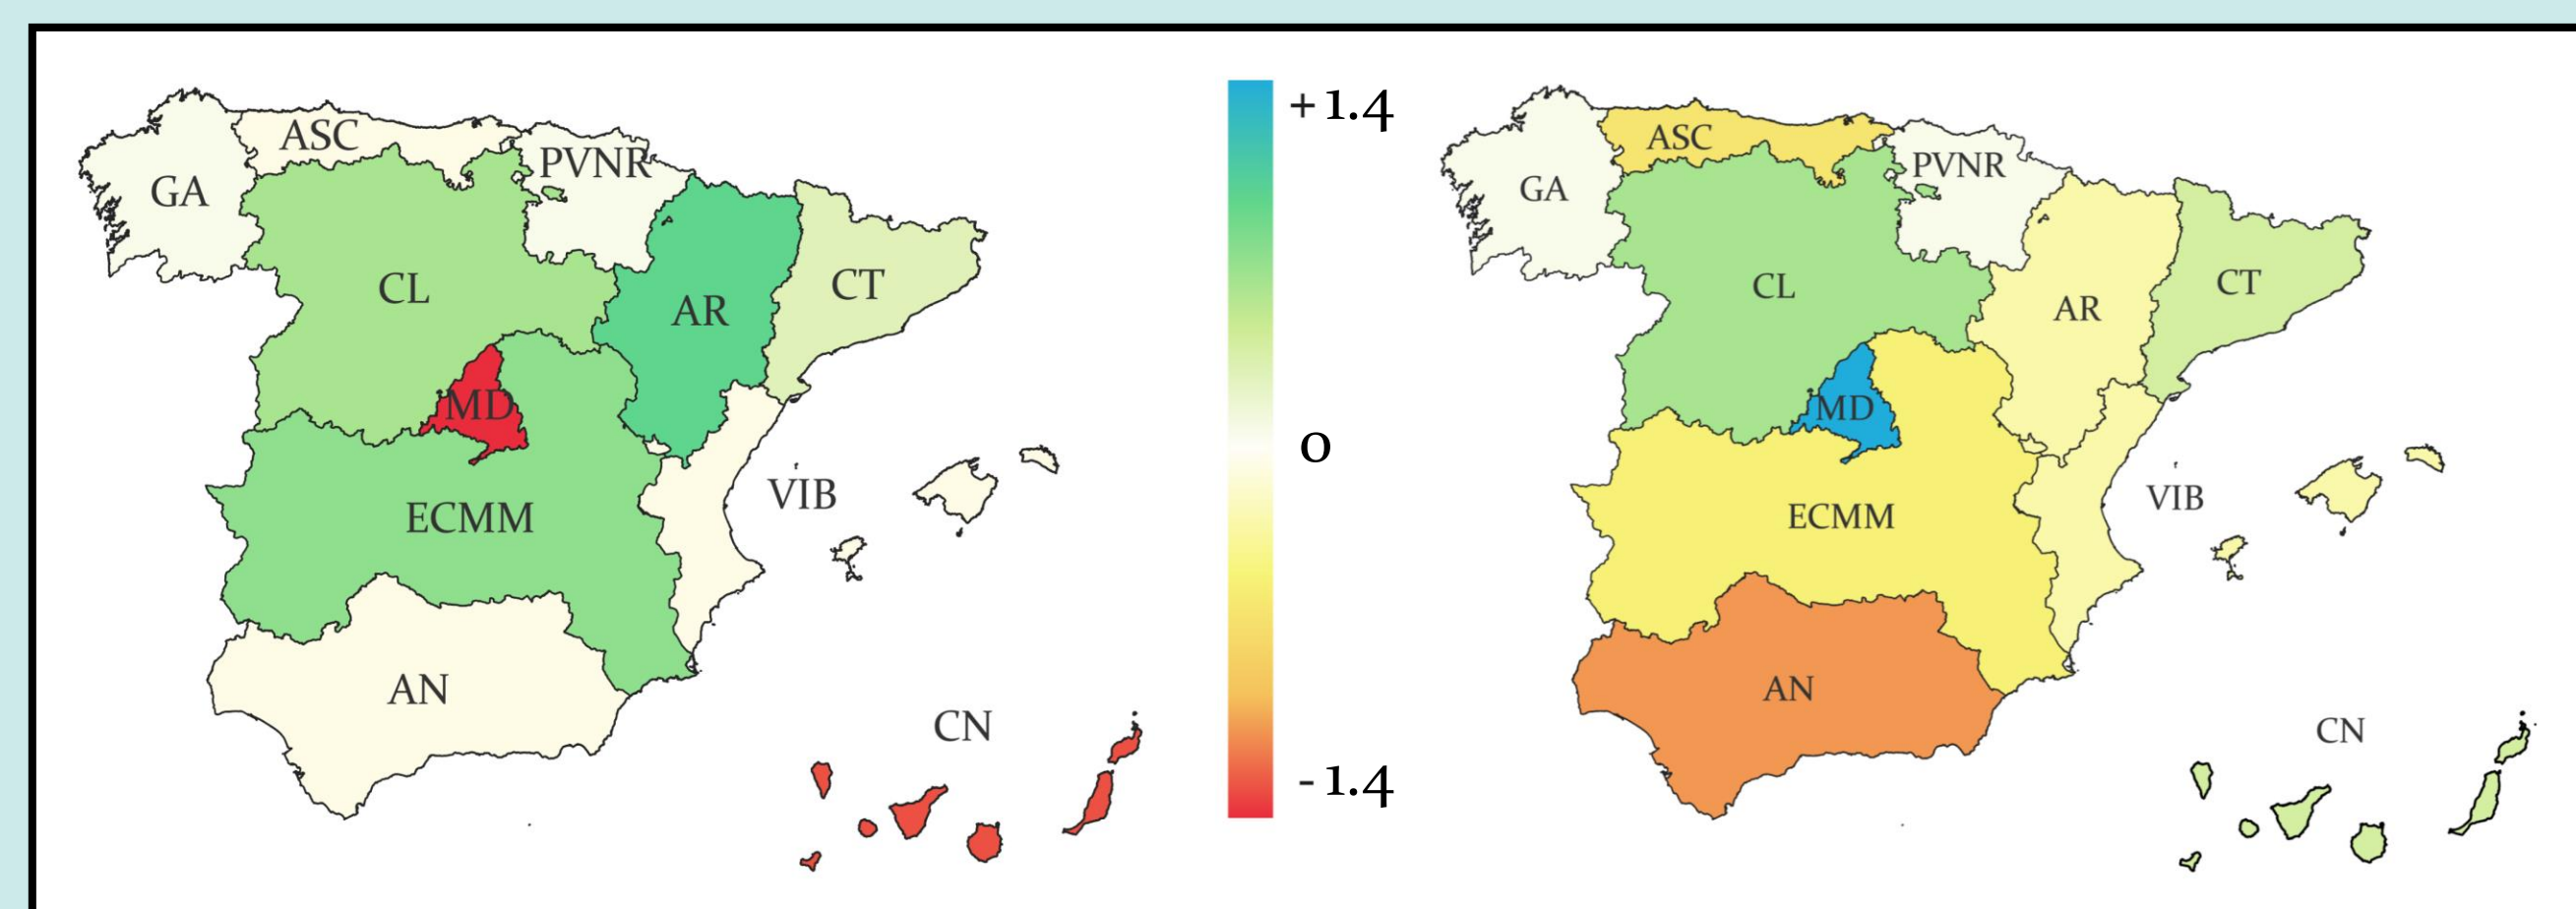 ASC
PVNR
GA
CL
AR
CT
MD
VIB
ECMM
AN
CN
+1.4
0
-1.4
ASC
PVNR
GA
CL
AR
CT
MD
VIB
ECMM
AN
CN